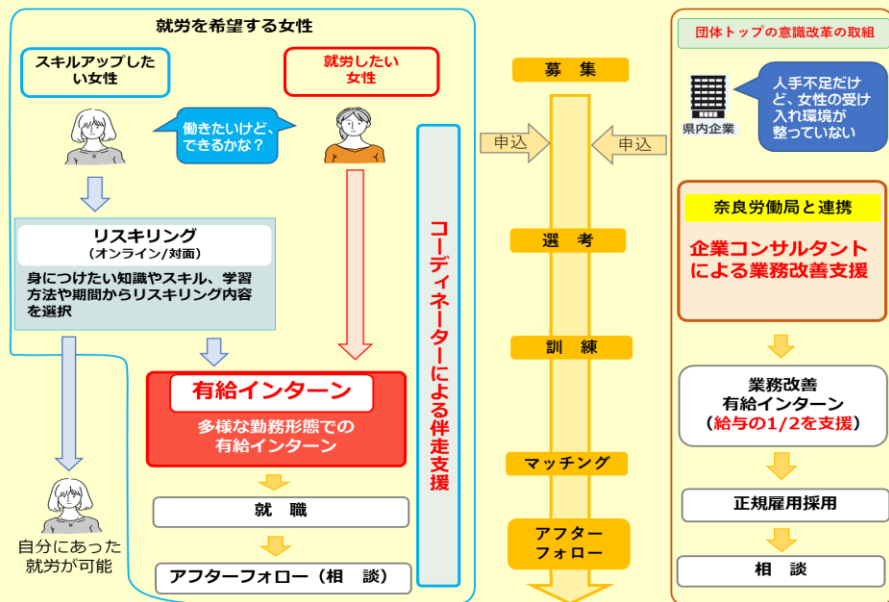 就労を希望する女性
スキルアップした
い女性
就労したい
女性
働きたいけど、
できるかな？
リスキリング
（オンライン/対面）
身につけたい知識やスキル、学習
方法や期間からリスキリング内容
を選択
有給インターン
多様な勤務形態での
有給インターン
就　職
アフターフォロー（相　談）
自分にあった
就労が可能
コーディネーターによる伴走支援
募 集
申込
申込
選 考
訓 練
マッチング
アフター
フォロー
団体トップの意識改革の取組
県内企業
人手不足だけ
ど、女性の受け
入れ環境が
整っていない
奈良労働局と連携
企業コンサルタント
による業務改善支援
業務改善
有給インターン
（給与の1/2を支援）
正規雇用採用
相　談